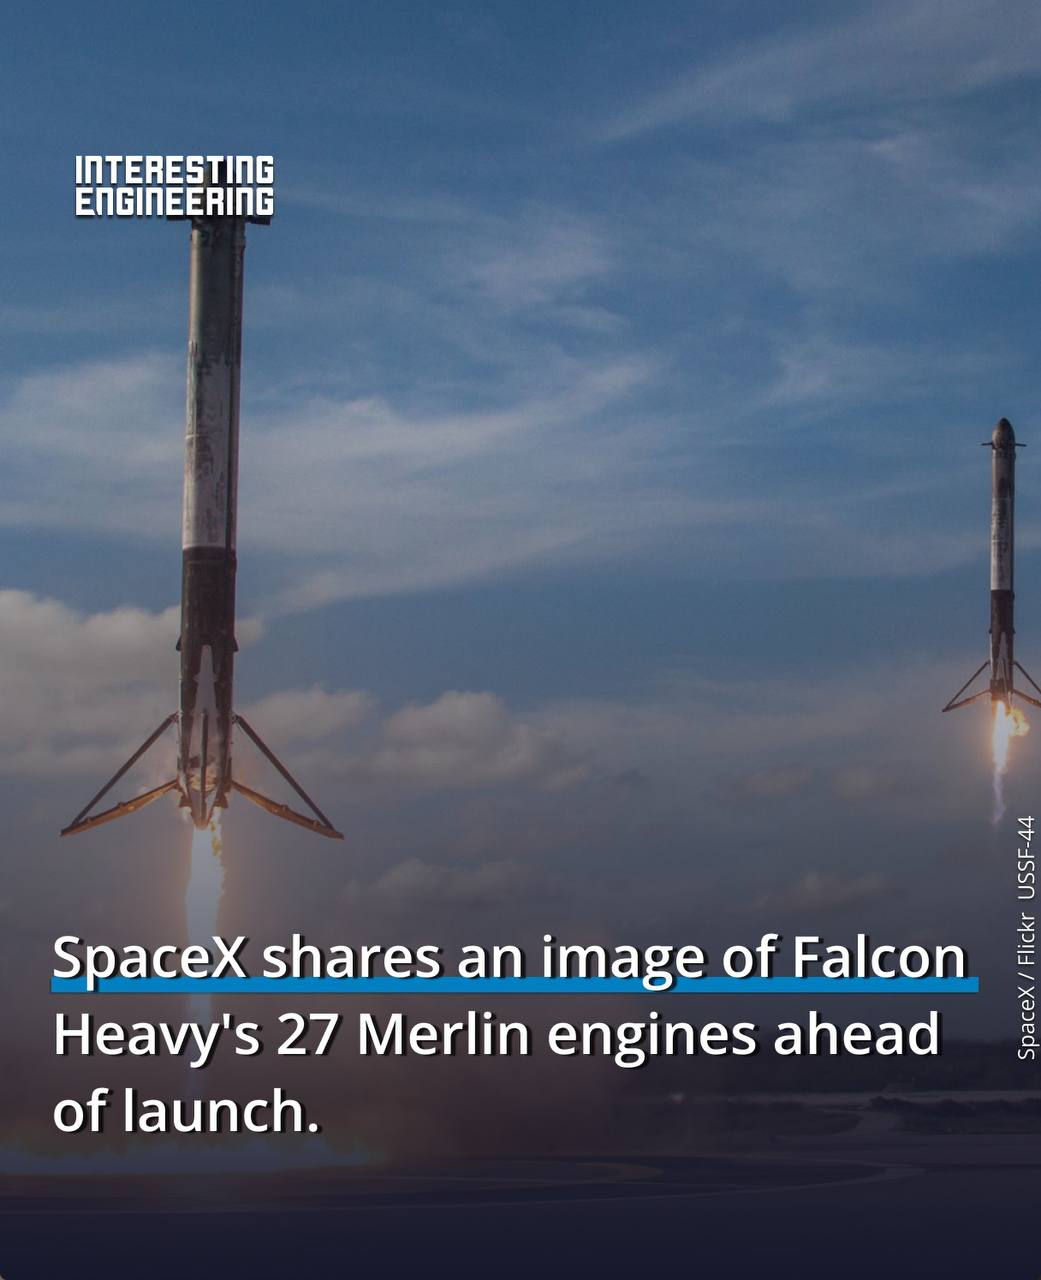 INTERESTING
ENGINEERING
SpaceX shares an image of Falcon
Heavy's 27 Merlin engines ahead
of launch.
SpaceX / Flickr USSF-44